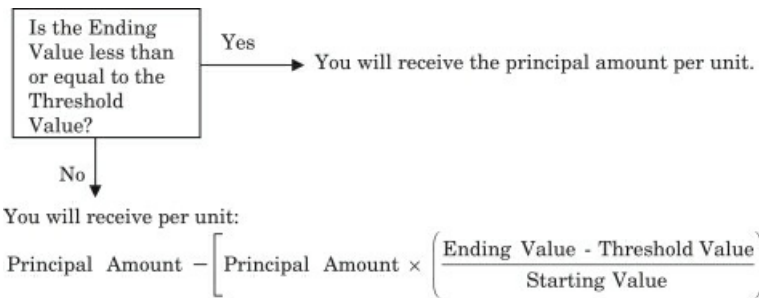 Is the Ending
Value less than
or equal to the
Threshold
Value?
Yes
You will receive the principal amount per unit.
No
You will receive per unit:
Principal Amount − [Principal Amount × (Ending Value - Threshold Value
Starting Value